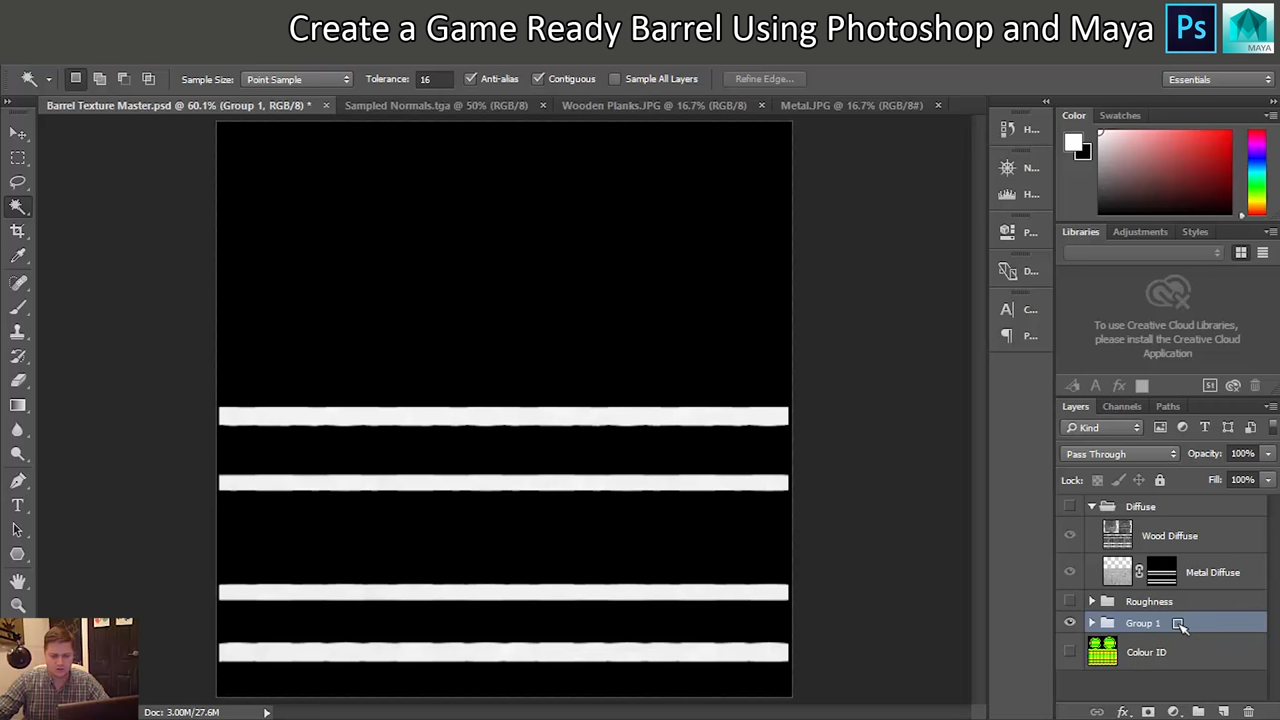 Create a Game Ready Barrel Using Photoshop and Maya
Ps
MAYA
Sample Size: Point Sample Tolerance: 16 Anti-alias Contiguous Sample All Layers Refine Edge... Essentials
Barrel Texture Master.psd @ 60.1% (Group 1, RGB/8) * × Sampled Normals.tga @ 50% (RGB/8) × Wooden Planks.JPG @ 16.7% (RGB/8) × Metal.JPG @ 16.7% (RGB/8#) ×
H...
N...
H...
P...
D...
C...
P...
Color Swatches
Libraries Adjustments Styles
To use Creative Cloud Libraries,
please install the Creative Cloud
Application
St
fx
Layers Channels Paths
Kind
Pass Through Opacity: 100%
Lock: Fill: 100%
Diffuse
Wood Diffuse
Metal Diffuse
Roughness
Group 1
Colour ID
fx
Doc: 3.00M/27.6M